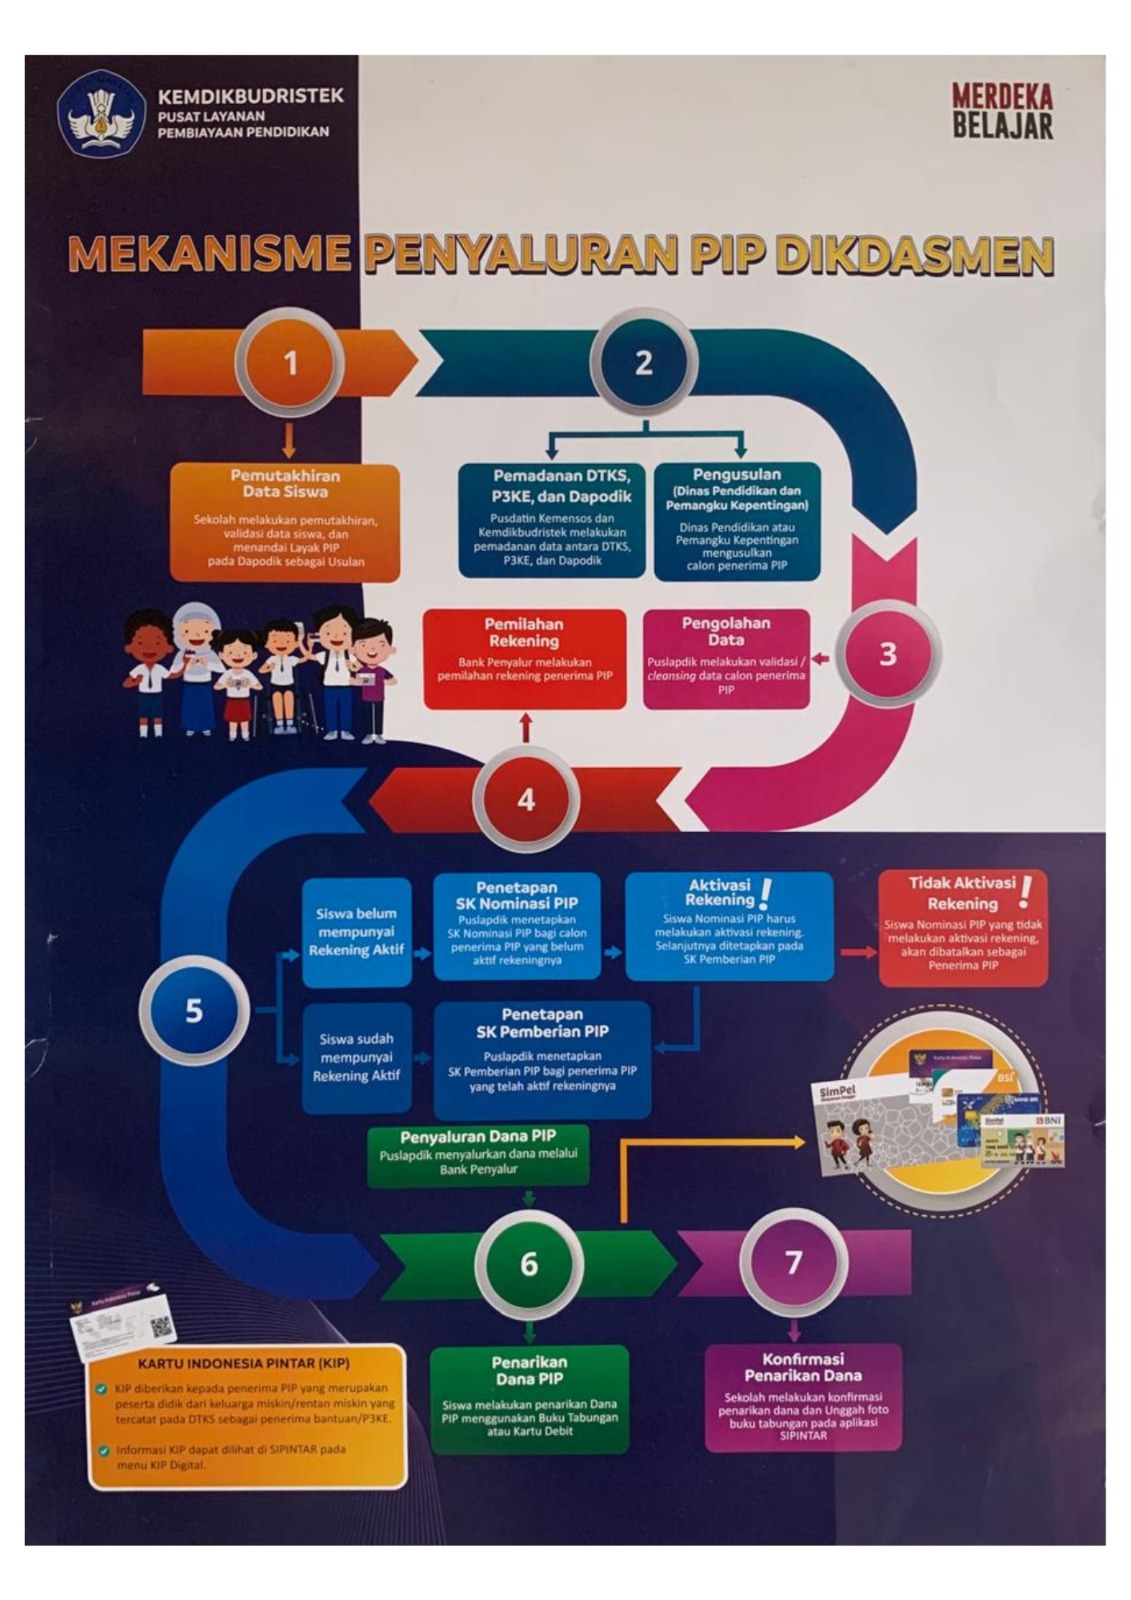 KEMDIKBUDRISTEK
PUSAT LAYANAN
PEMBIAYAAN PENDIDIKAN
MERDEKA
BELAJAR
MEKANISME PENYALURAN PIP DIKDASMEN
1
2
Pemutakhiran
Data Siswa
Sekolah melakukan pemutakhiran,
validasi data siswa, dan
menandai Layak PIP
pada Dapodik sebagai Usulan
Pemadanan DTKS,
P3KE, dan Dapodik
Pusdatin Kemensos dan
Kemdikbudristek melakukan
pemadanan data antara DTKS,
P3KE, dan Dapodik
Pengusulan
(Dinas Pendidikan dan
Pemangku Kepentingan)
Dinas Pendidikan atau
Pemangku Kepentingan
mengusulkan
calon penerima PIP
3
Pengolahan
Data
Puslapdik melakukan validasi /
cleansing data calon penerima
PIP
Pemilahan
Rekening
Bank Penyalur melakukan
pemilahan rekening penerima PIP
4
5
Siswa belum
mempunyai
Rekening Aktif
Penetapan
SK Nominasi PIP
Puslapdik menetapkan
SK Nominasi PIP bagi calon
penerima PIP yang belum
aktif rekeningnya
Aktivasi
Rekening !
Siswa Nominasi PIP harus
melakukan aktivasi rekening.
Selanjutnya ditetapkan pada
SK Pemberian PIP
Tidak Aktivasi
Rekening !
Siswa Nominasi PIP yang tidak
melakukan aktivasi rekening,
akan dibatalkan sebagai
Penerima PIP
Siswa sudah
mempunyai
Rekening Aktif
Penetapan
SK Pemberian PIP
Puslapdik menetapkan
SK Pemberian PIP bagi penerima PIP
yang telah aktif rekeningnya
Kartu Indonesia Pintar
BSI
SimPel
BANK BRI
SimPel
BNI
Penyaluran Dana PIP
Puslapdik menyalurkan dana melalui
Bank Penyalur
6
7
Penarikan
Dana PIP
Siswa melakukan penarikan Dana
PIP menggunakan Buku Tabungan
atau Kartu Debit
Konfirmasi
Penarikan Dana
Sekolah melakukan konfirmasi
penarikan dana dan Unggah foto
buku tabungan pada aplikasi
SIPINTAR
Kartu Indonesia Pintar
KARTU INDONESIA PINTAR (KIP)
KIP diberikan kepada penerima PIP yang merupakan
peserta didik dari keluarga miskin/rentan miskin yang
tercatat pada DTKS sebagai penerima bantuan/P3KE.
Informasi KIP dapat dilihat di SIPINTAR pada
menu KIP Digital.